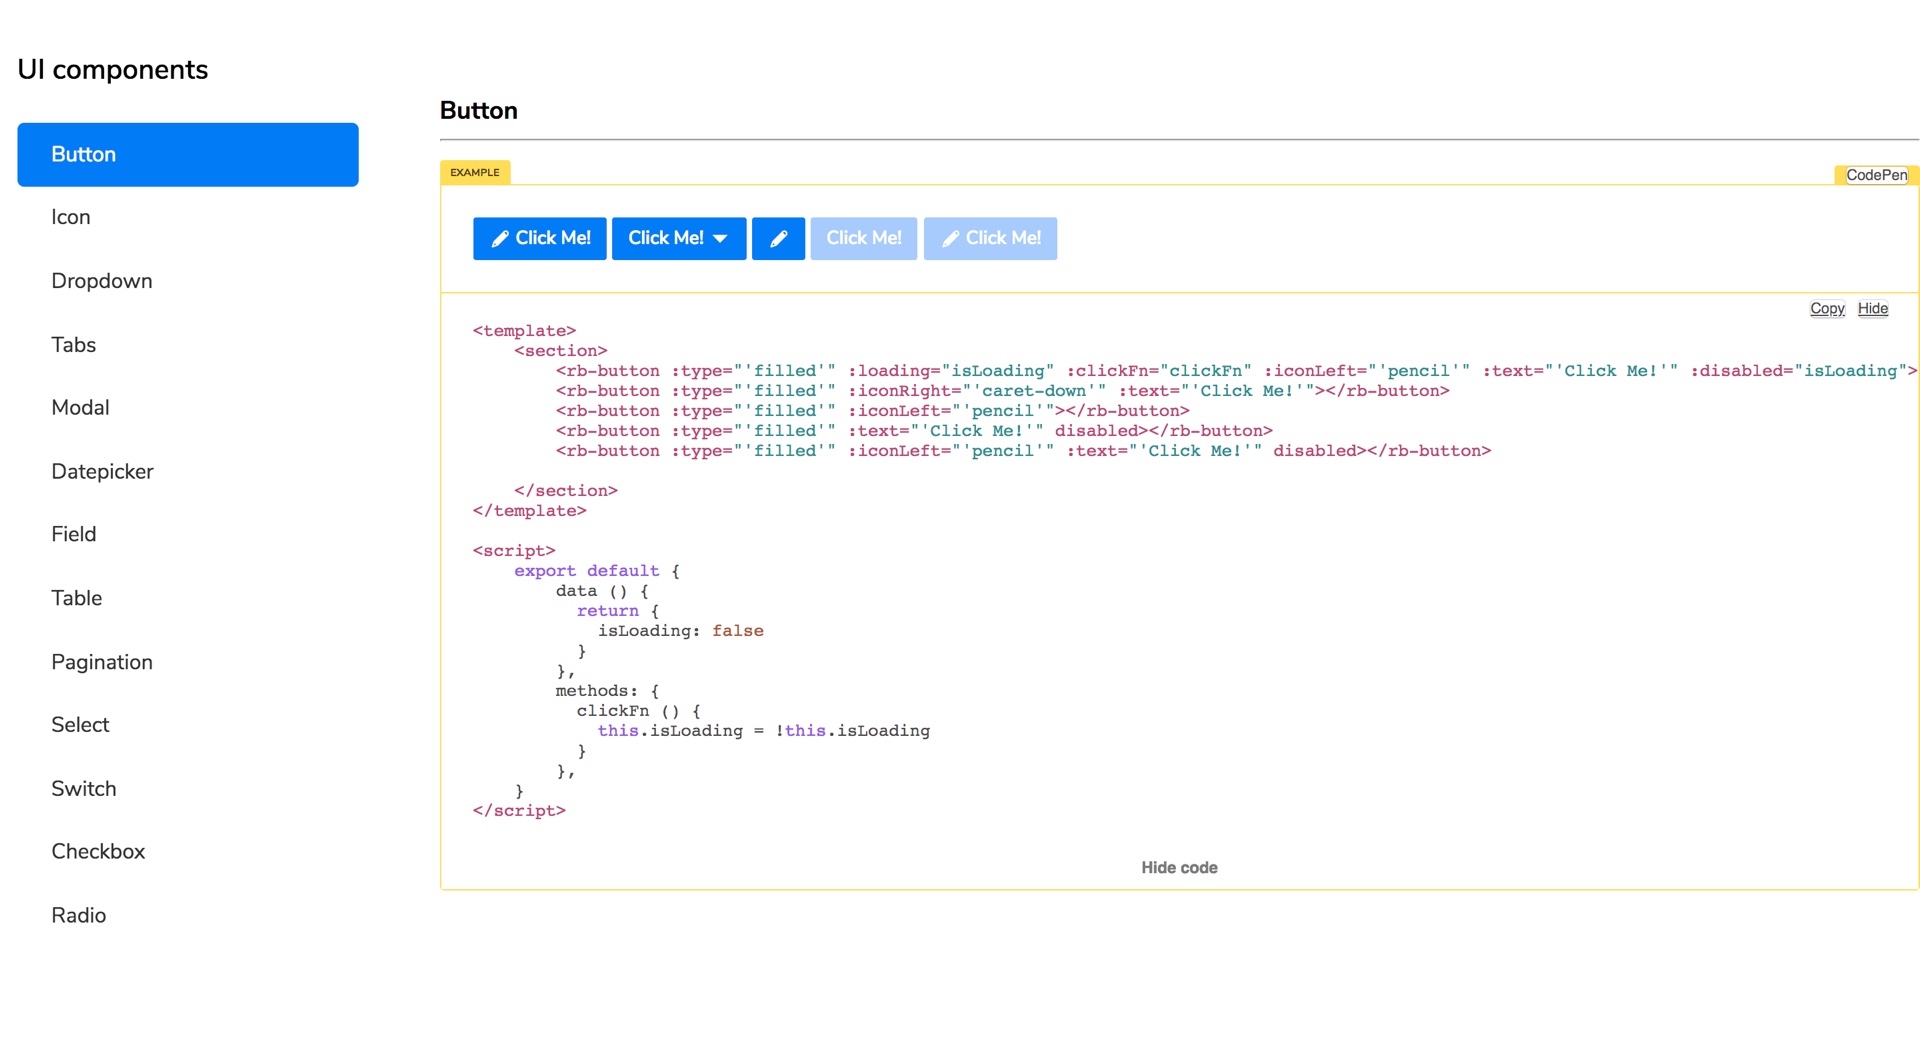 UI components
Button
Icon
Dropdown
Tabs
Modal
Datepicker
Field
Table
Pagination
Select
Switch
Checkbox
Radio
Button
EXAMPLE
CodePen
Click Me! Click Me! Click Me! Click Me!
Copy Hide
<template>
    <section>
        <rb-button :type="'filled'" :loading="isLoading" :clickFn="clickFn" :iconLeft="'pencil'" :text="'Click Me!'" :disabled="isLoading">
        <rb-button :type="'filled'" :iconRight="'caret-down'" :text="'Click Me!'"></rb-button>
        <rb-button :type="'filled'" :iconLeft="'pencil'"></rb-button>
        <rb-button :type="'filled'" :text="'Click Me!'" disabled></rb-button>
        <rb-button :type="'filled'" :iconLeft="'pencil'" :text="'Click Me!'" disabled></rb-button>
    </section>
</template>
<script>
    export default {
        data () {
          return {
            isLoading: false
          }
        },
        methods: {
          clickFn () {
            this.isLoading = !this.isLoading
          }
        },
    }
</script>
Hide code